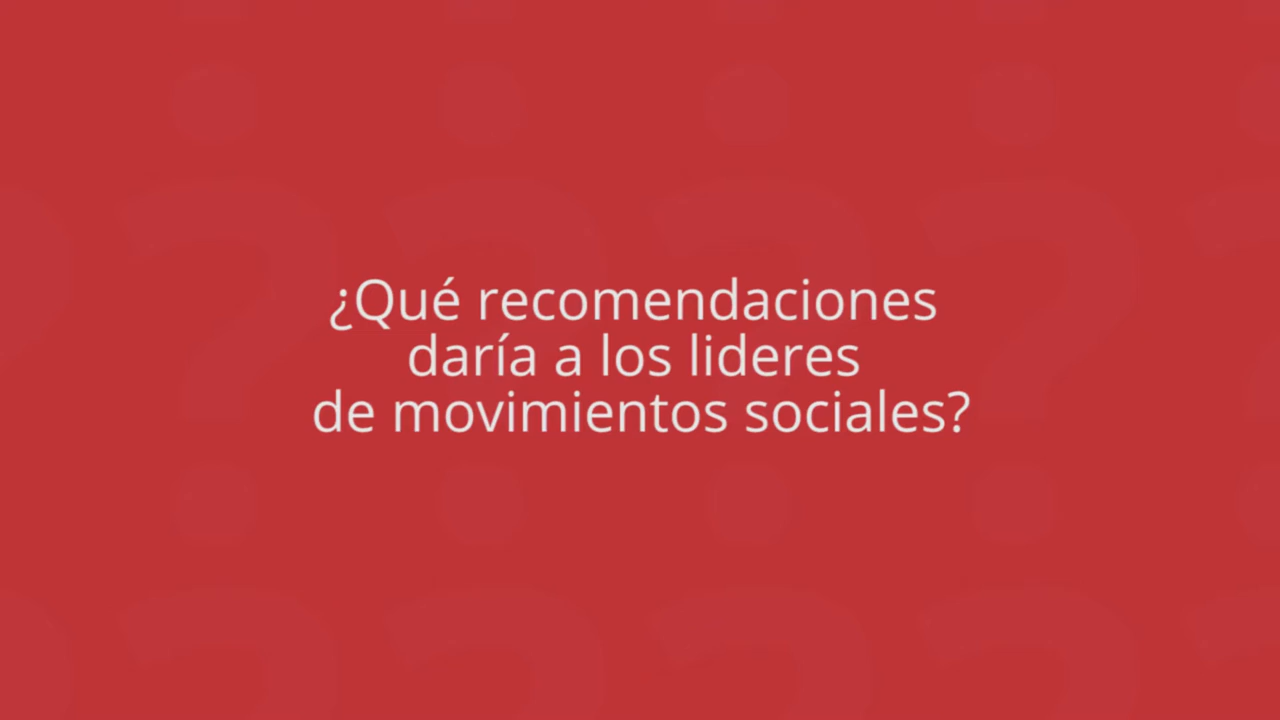 ¿Qué recomendaciones
daría a los lideres
de movimientos sociales?